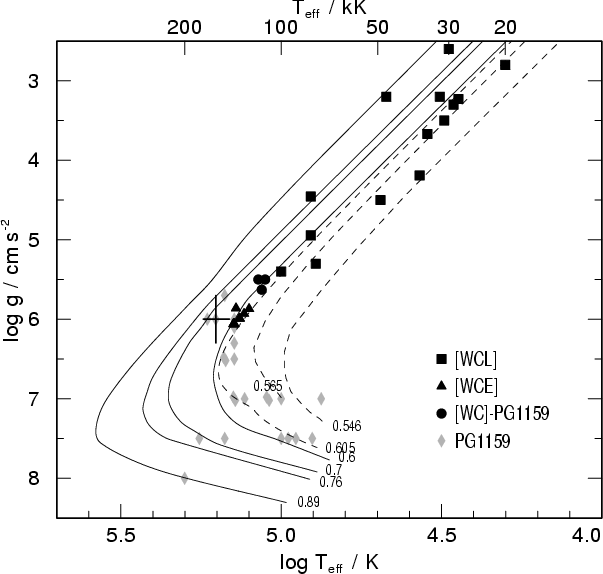 T_eff / kK
200 100 50 30 20
3
4
5
6
7
8
log g / cm s⁻²
0.565
0.546
0.605
0.6
0.7
0.76
0.89
[WCL]
[WCE]
[WC]-PG1159
PG1159
5.5 5.0 4.5 4.0
log T_eff / K